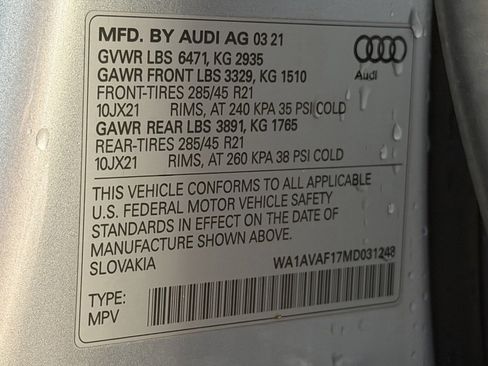 MFD. BY AUDI AG 03 21
GVWR LBS 6471, KG 2935
GAWR FRONT LBS 3329, KG 1510
FRONT-TIRES 285/45 R21
10JX21 RIMS, AT 240 KPA 35 PSI COLD
GAWR REAR LBS 3891, KG 1765
REAR-TIRES 285/45 R21
10JX21 RIMS, AT 260 KPA 38 PSI COLD
Audi
THIS VEHICLE CONFORMS TO ALL APPLICABLE
U.S. FEDERAL MOTOR VEHICLE SAFETY
STANDARDS IN EFFECT ON THE DATE OF
MANUFACTURE SHOWN ABOVE.
SLOVAKIA WA1AVAF17MD031248
TYPE:
MPV